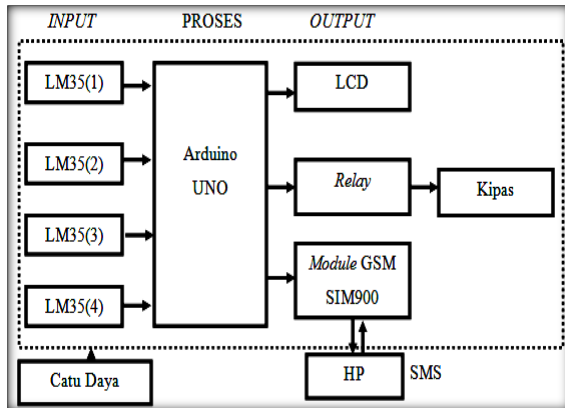 INPUT PROSES OUTPUT
LM35(1)
LM35(2)
LM35(3)
LM35(4)
Arduino
UNO
LCD
Relay
Kipas
Module GSM
SIM900
Catu Daya
HP
SMS